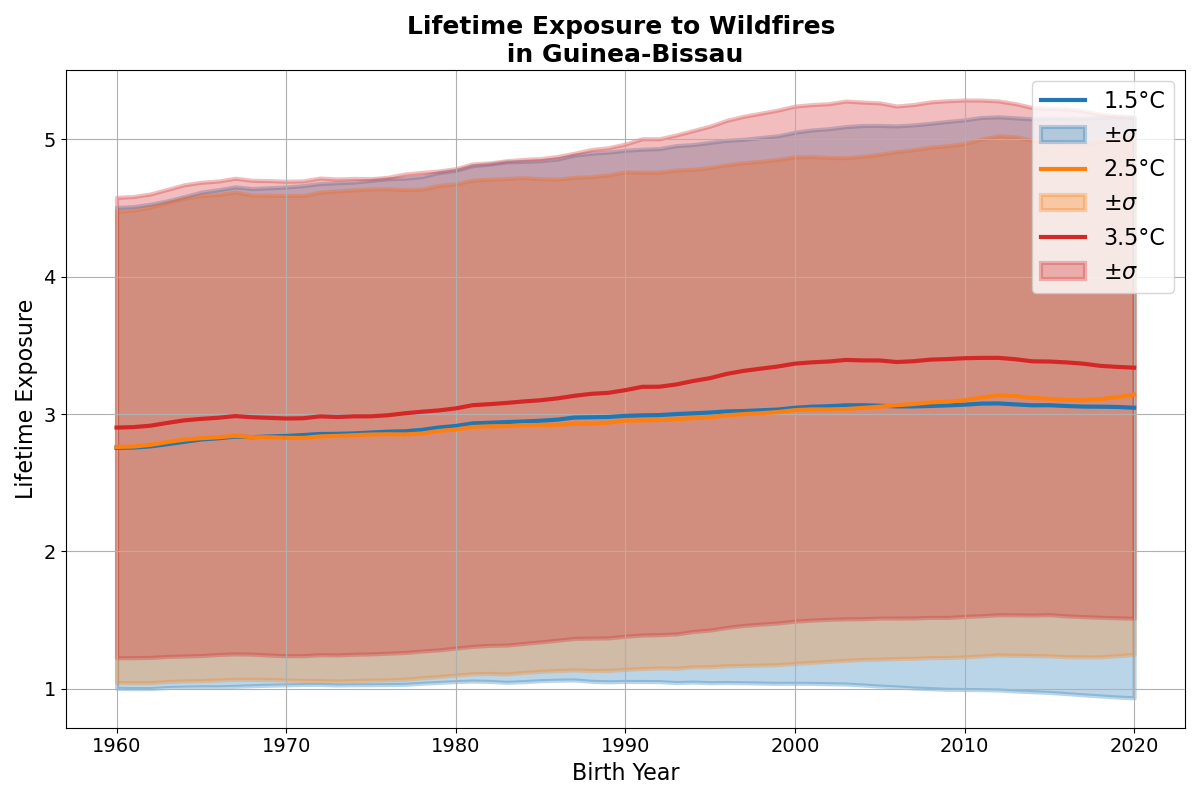 Lifetime Exposure to Wildfires
in Guinea-Bissau
Lifetime Exposure
5
4
3
2
1
1960 1970 1980 1990 2000 2010 2020
Birth Year
1.5°C
±σ
2.5°C
±σ
3.5°C
±σ